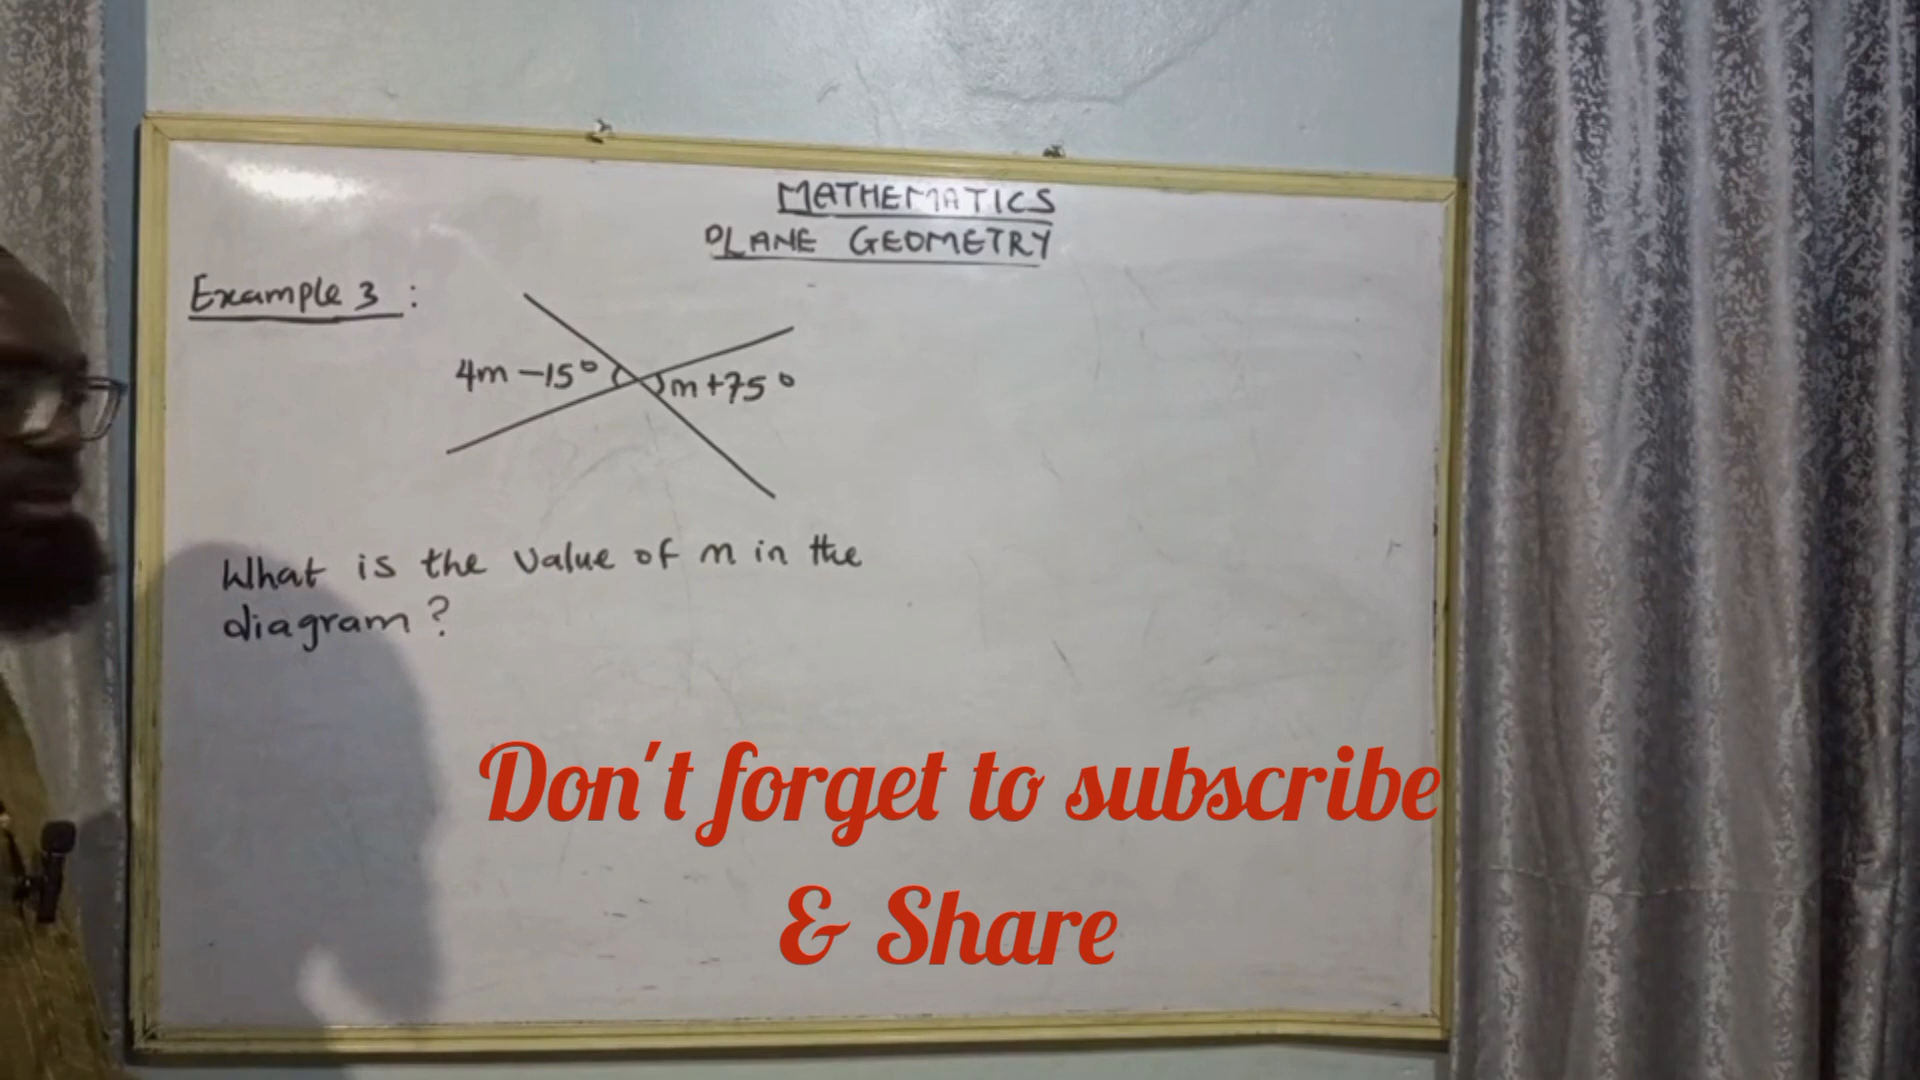 MATHEMATICS
PLANE GEOMETRY
Example 3 :
4m -15°
m +75°
What is the value of m in the
diagram ?
Don't forget to subscribe
& Share